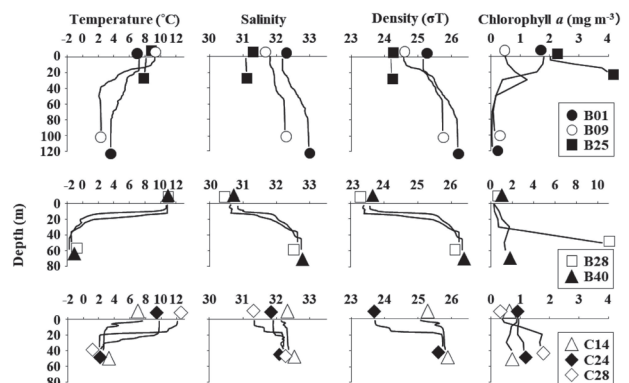 Temperature (°C) Salinity Density (σT) Chlorophyll a (mg m⁻³)
-2 0 2 4 6 8 10 12 30 31 32 33 23 24 25 26 0 1 2 3 4
0
20
40
60
80
100
120
B01
B09
B25
-2 0 2 4 6 8 10 12 30 31 32 33 23 24 25 26 0 2 4 6 8 10
0
20
40
60
80
Depth (m)
B28
B40
-2 0 2 4 6 8 10 12 30 31 32 33 23 24 25 26 0 1 2 3 4
0
20
40
60
80
C14
C24
C28